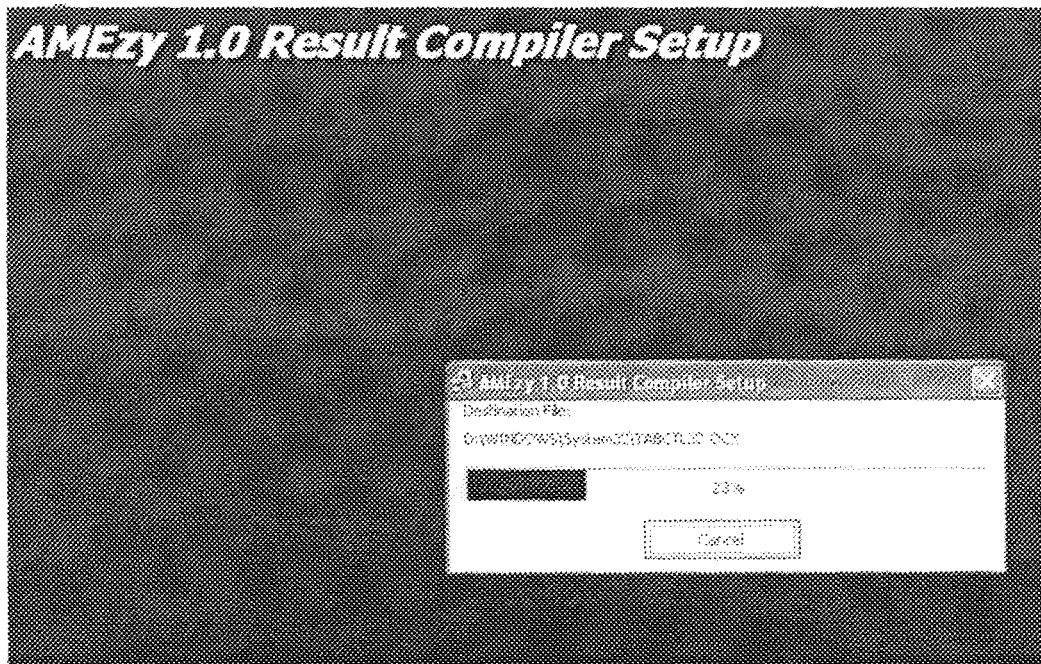 AMEzy 1.0 Result Compiler Setup
AMEzy 1.0 Result Compiler Setup
Destination File:
D:\WINDOWS\System32\TABCTL32.OCX
23%
Cancel